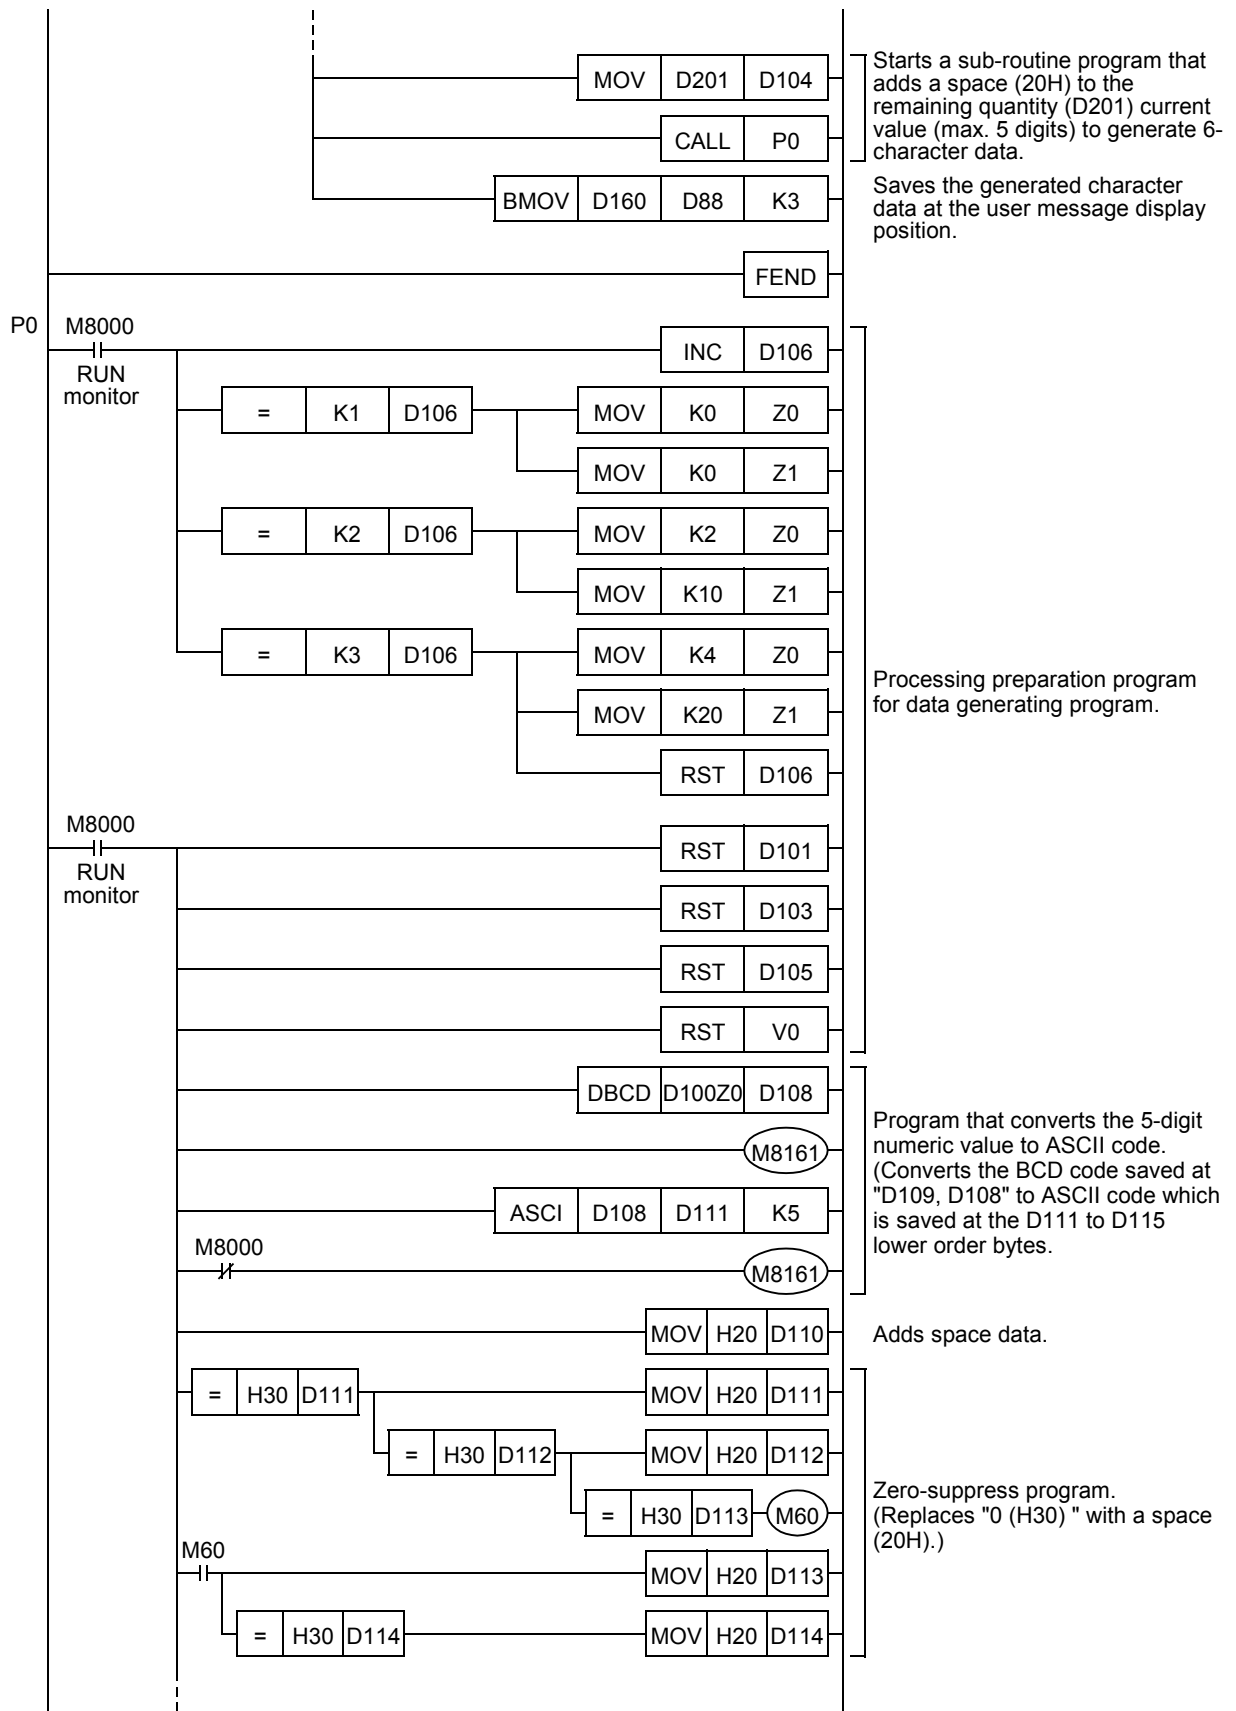 MOV D201 D104
Starts a sub-routine program that
adds a space (20H) to the
remaining quantity (D201) current
value (max. 5 digits) to generate 6-
character data.
CALL P0
BMOV D160 D88 K3
Saves the generated character
data at the user message display
position.
FEND
P0
M8000
RUN
monitor
INC D106
= K1 D106 MOV K0 Z0
MOV K0 Z1
= K2 D106 MOV K2 Z0
MOV K10 Z1
= K3 D106 MOV K4 Z0
MOV K20 Z1
RST D106
Processing preparation program
for data generating program.
M8000
RUN
monitor
RST D101
RST D103
RST D105
RST V0
DBCD D100Z0 D108
M8161
ASCI D108 D111 K5
M8000
M8161
Program that converts the 5-digit
numeric value to ASCII code.
(Converts the BCD code saved at
"D109, D108" to ASCII code which
is saved at the D111 to D115
lower order bytes.
MOV H20 D110
Adds space data.
= H30 D111 MOV H20 D111
= H30 D112 MOV H20 D112
= H30 D113 M60
M60
MOV H20 D113
= H30 D114 MOV H20 D114
Zero-suppress program.
(Replaces "0 (H30) " with a space
(20H).)